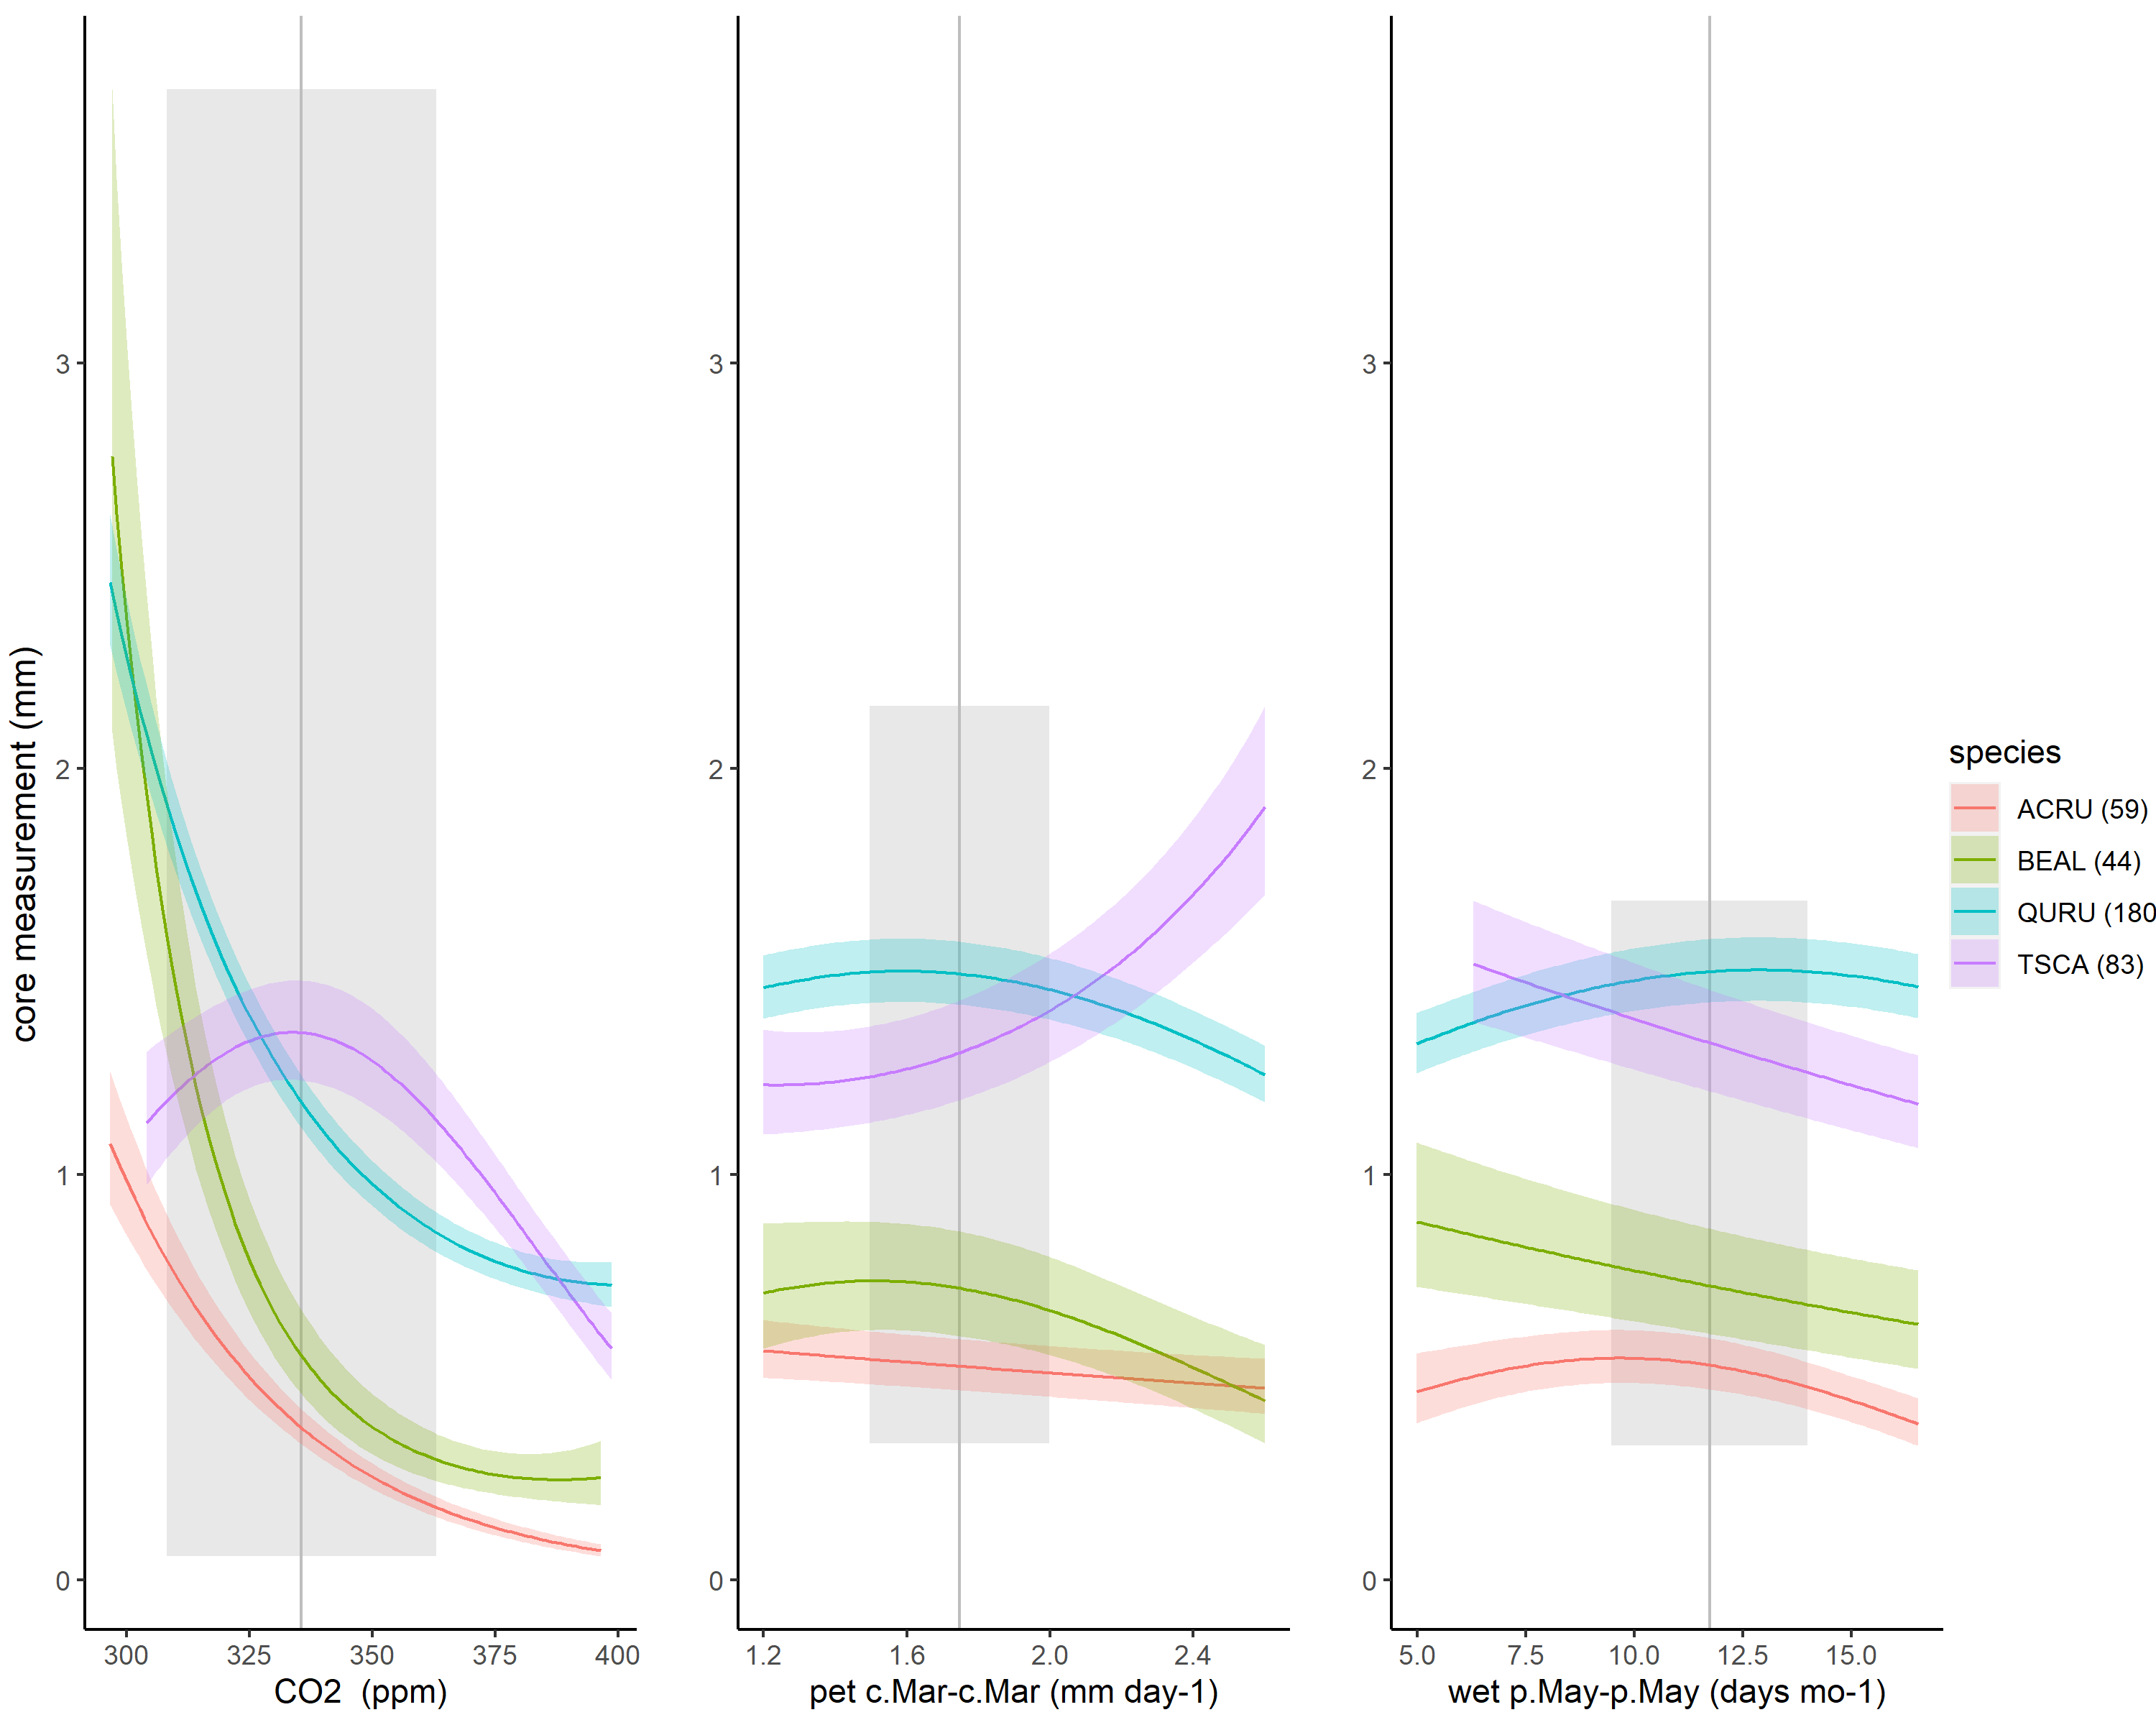 core measurement (mm)
3
2
1
0
300 325 350 375 400
CO2  (ppm)
3
2
1
0
1.2 1.6 2.0 2.4
pet c.Mar-c.Mar (mm day-1)
3
2
1
0
5.0 7.5 10.0 12.5 15.0
wet p.May-p.May (days mo-1)
species
ACRU (59)
BEAL (44)
QURU (180
TSCA (83)